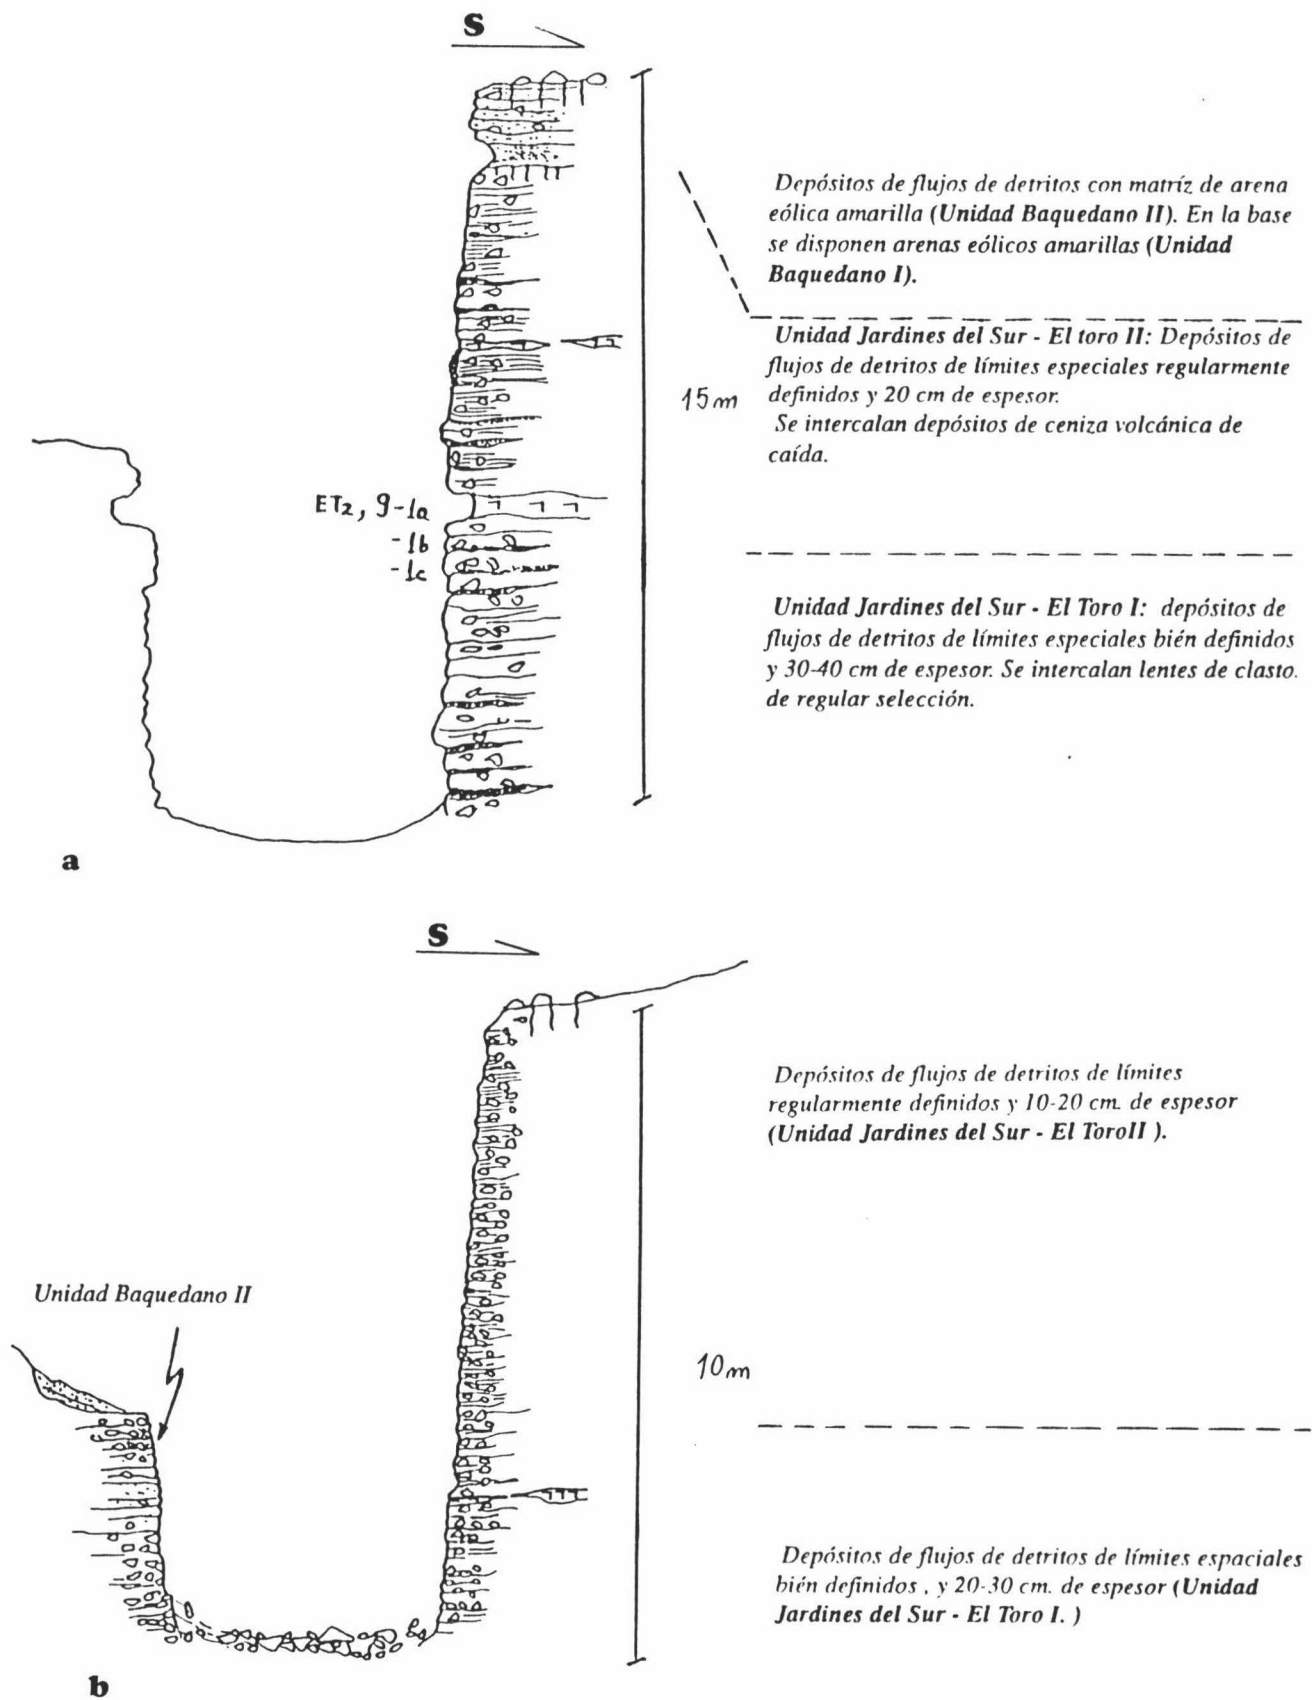 S
Depósitos de flujos de detritos con matríz de arena
eólica amarilla (Unidad Baquedano II). En la base
se disponen arenas eólicos amarillas (Unidad
Baquedano I).
Unidad Jardines del Sur - El toro II: Depósitos de
flujos de detritos de límites especiales regularmente
definidos y 20 cm de espesor.
Se intercalan depósitos de ceniza volcánica de
caída.
15m
ET2, 9-1a
-1b
-1c
Unidad Jardines del Sur - El Toro I: depósitos de
flujos de detritos de límites especiales bién definidos
y 30-40 cm de espesor. Se intercalan lentes de clasto.
de regular selección.
a
S
Depósitos de flujos de detritos de límites
regularmente definidos y 10-20 cm. de espesor
(Unidad Jardines del Sur - El ToroII ).
Unidad Baquedano II
10m
Depósitos de flujos de detritos de límites espaciales
bién definidos , y 20-30 cm. de espesor (Unidad
Jardines del Sur - El Toro I. )
b